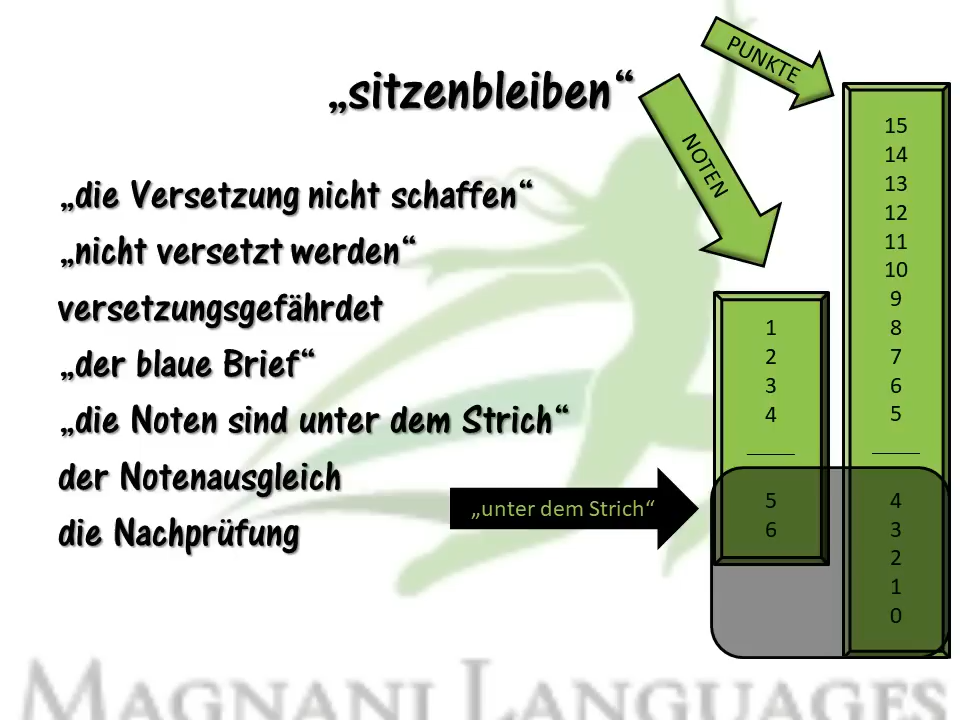 „sitzenbleiben“
„die Versetzung nicht schaffen“
„nicht versetzt werden“
versetzungsgefährdet
„der blaue Brief“
„die Noten sind unter dem Strich“
der Notenausgleich
die Nachprüfung
„unter dem Strich“
NOTEN
1
2
3
4
5
6
PUNKTE
15
14
13
12
11
10
9
8
7
6
5
4
3
2
1
0
MAGNANI LANGUAGES